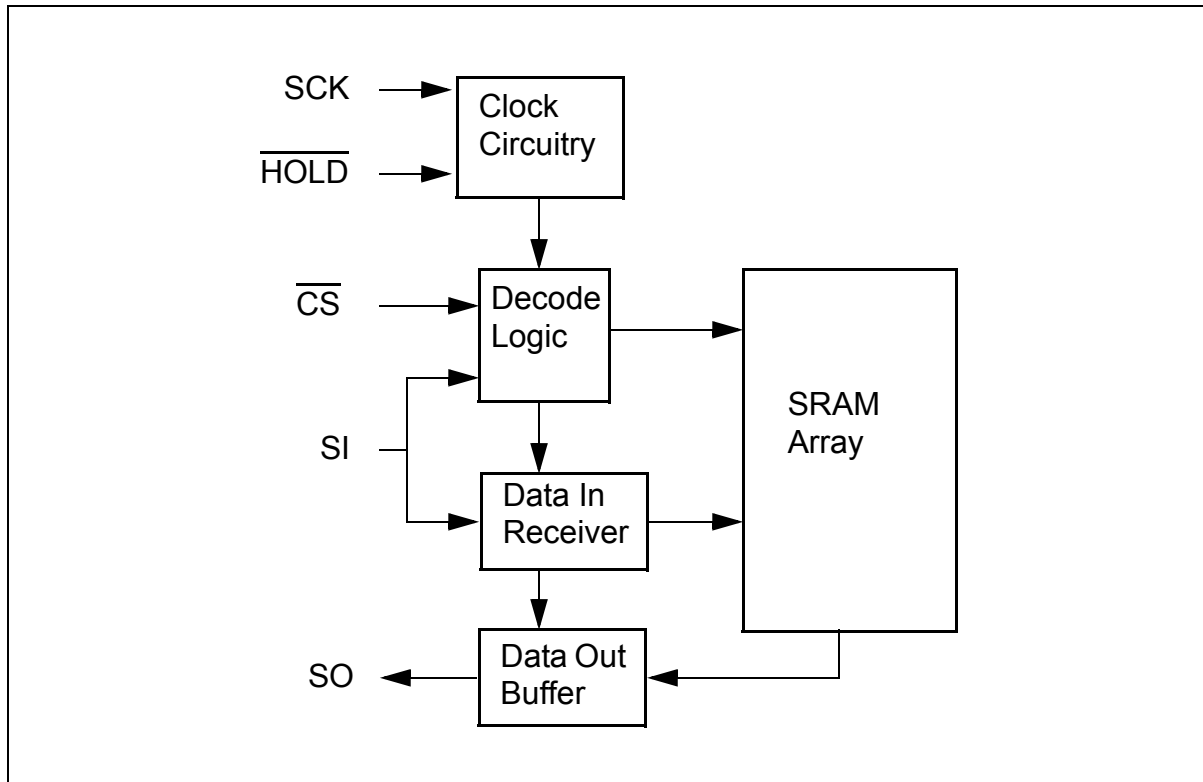 SCK
Clock
Circuitry
HOLD
CS
Decode
Logic
SRAM
Array
SI
Data In
Receiver
Data Out
Buffer
SO